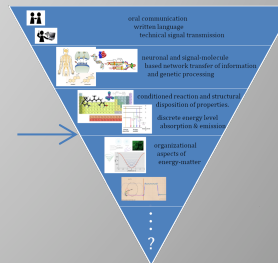 oral communication
written language
technical signal transmission
neuronal and signal-molecule
based network transfer of information
and genetic processing
conditioned reaction and structural
disposition of properties.
discrete energy level
absorption & emission
organizational
aspects of
energy-matter
?